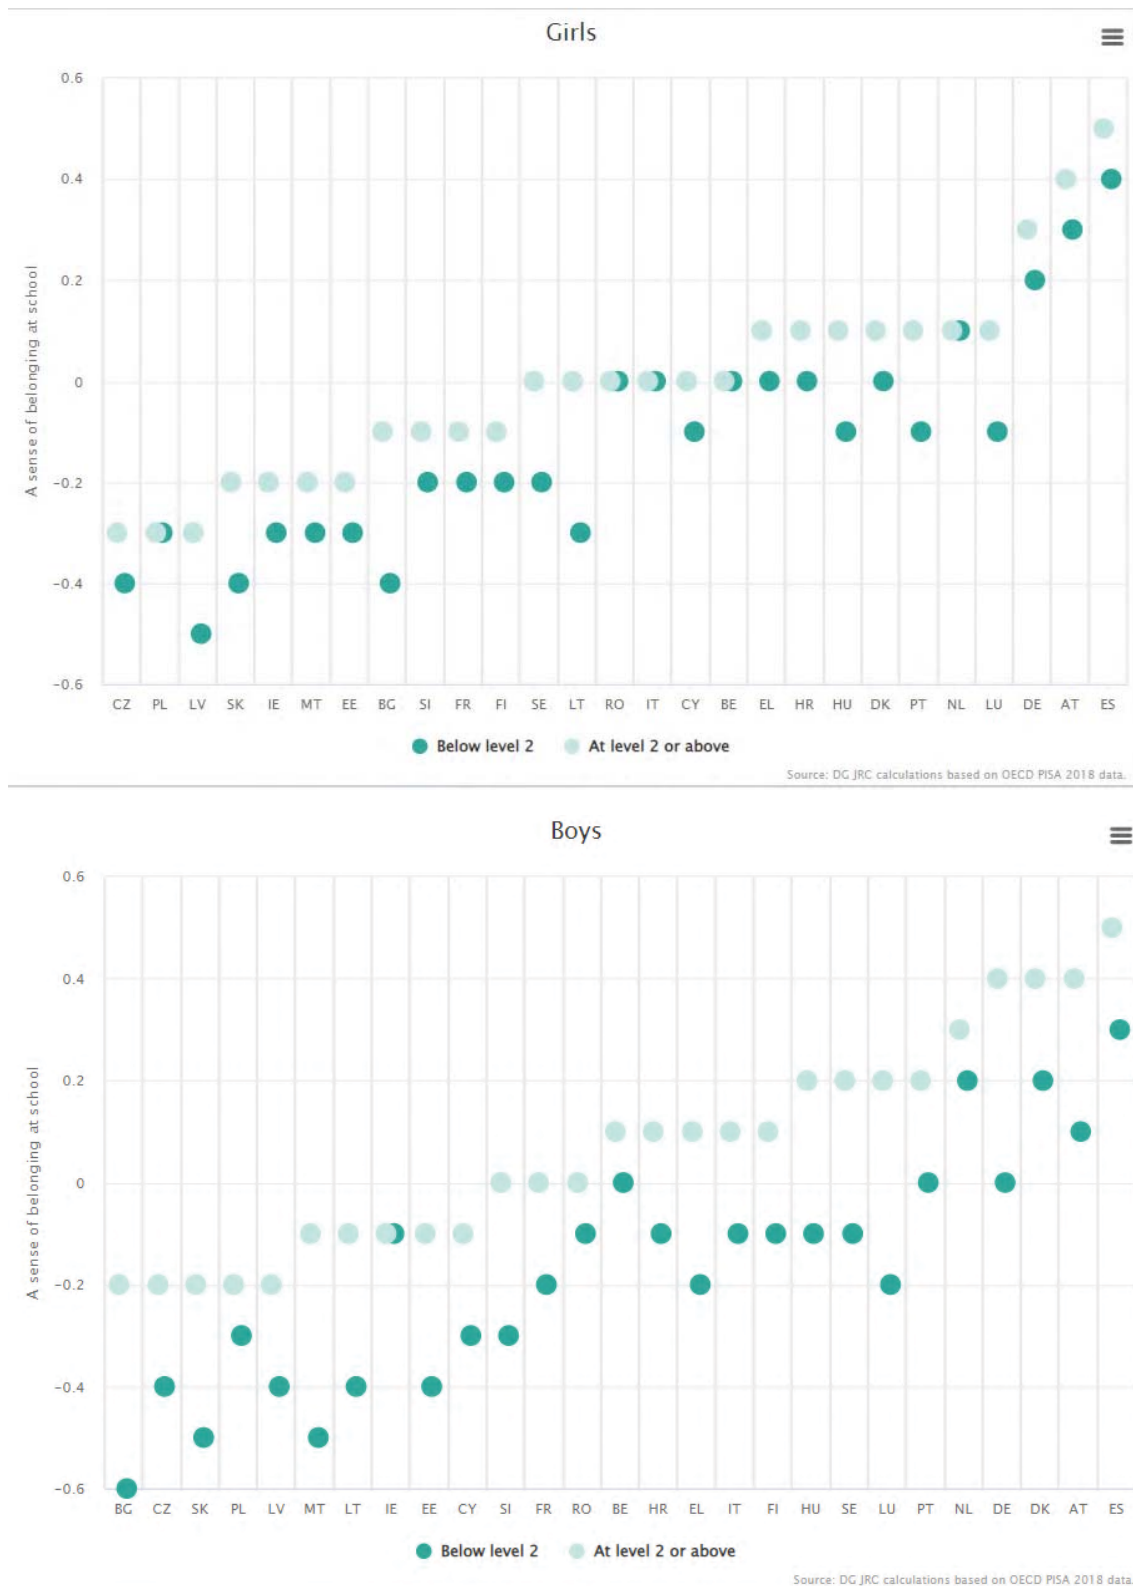 Girls
0.6
0.4
0.2
0
−0.2
−0.4
−0.6
A sense of belonging at school
CZ PL LV SK IE MT EE BG SI FR FI SE LT RO IT CY BE EL HR HU DK PT NL LU DE AT ES
Below level 2 At level 2 or above
Source: DG JRC calculations based on OECD PISA 2018 data.
Boys
0.6
0.4
0.2
0
−0.2
−0.4
−0.6
A sense of belonging at school
BG CZ SK PL LV MT LT IE EE CY SI FR RO BE HR EL IT FI HU SE LU PT NL DE DK AT ES
Below level 2 At level 2 or above
Source: DG JRC calculations based on OECD PISA 2018 data.